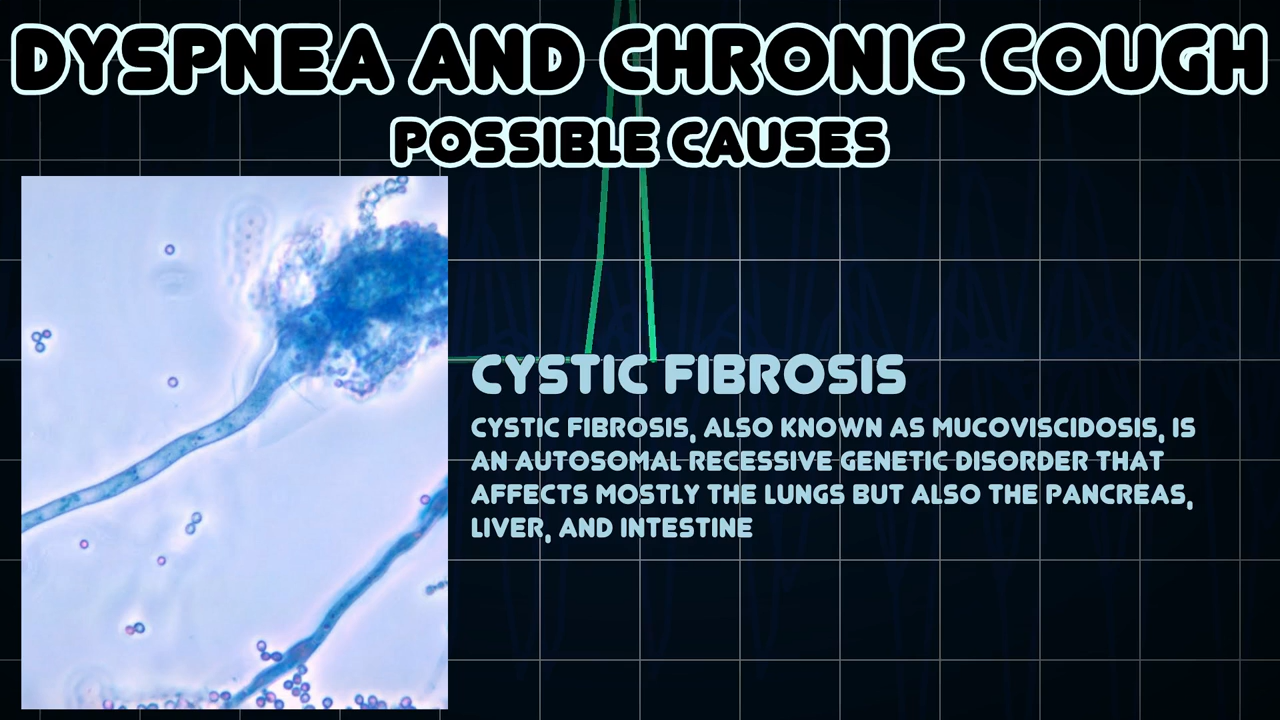 DYSPNEA AND CHRONIC COUGH
POSSIBLE CAUSES
CYSTIC FIBROSIS
CYSTIC FIBROSIS, ALSO KNOWN AS MUCOVISCIDOSIS, IS
AN AUTOSOMAL RECESSIVE GENETIC DISORDER THAT
AFFECTS MOSTLY THE LUNGS BUT ALSO THE PANCREAS,
LIVER, AND INTESTINE